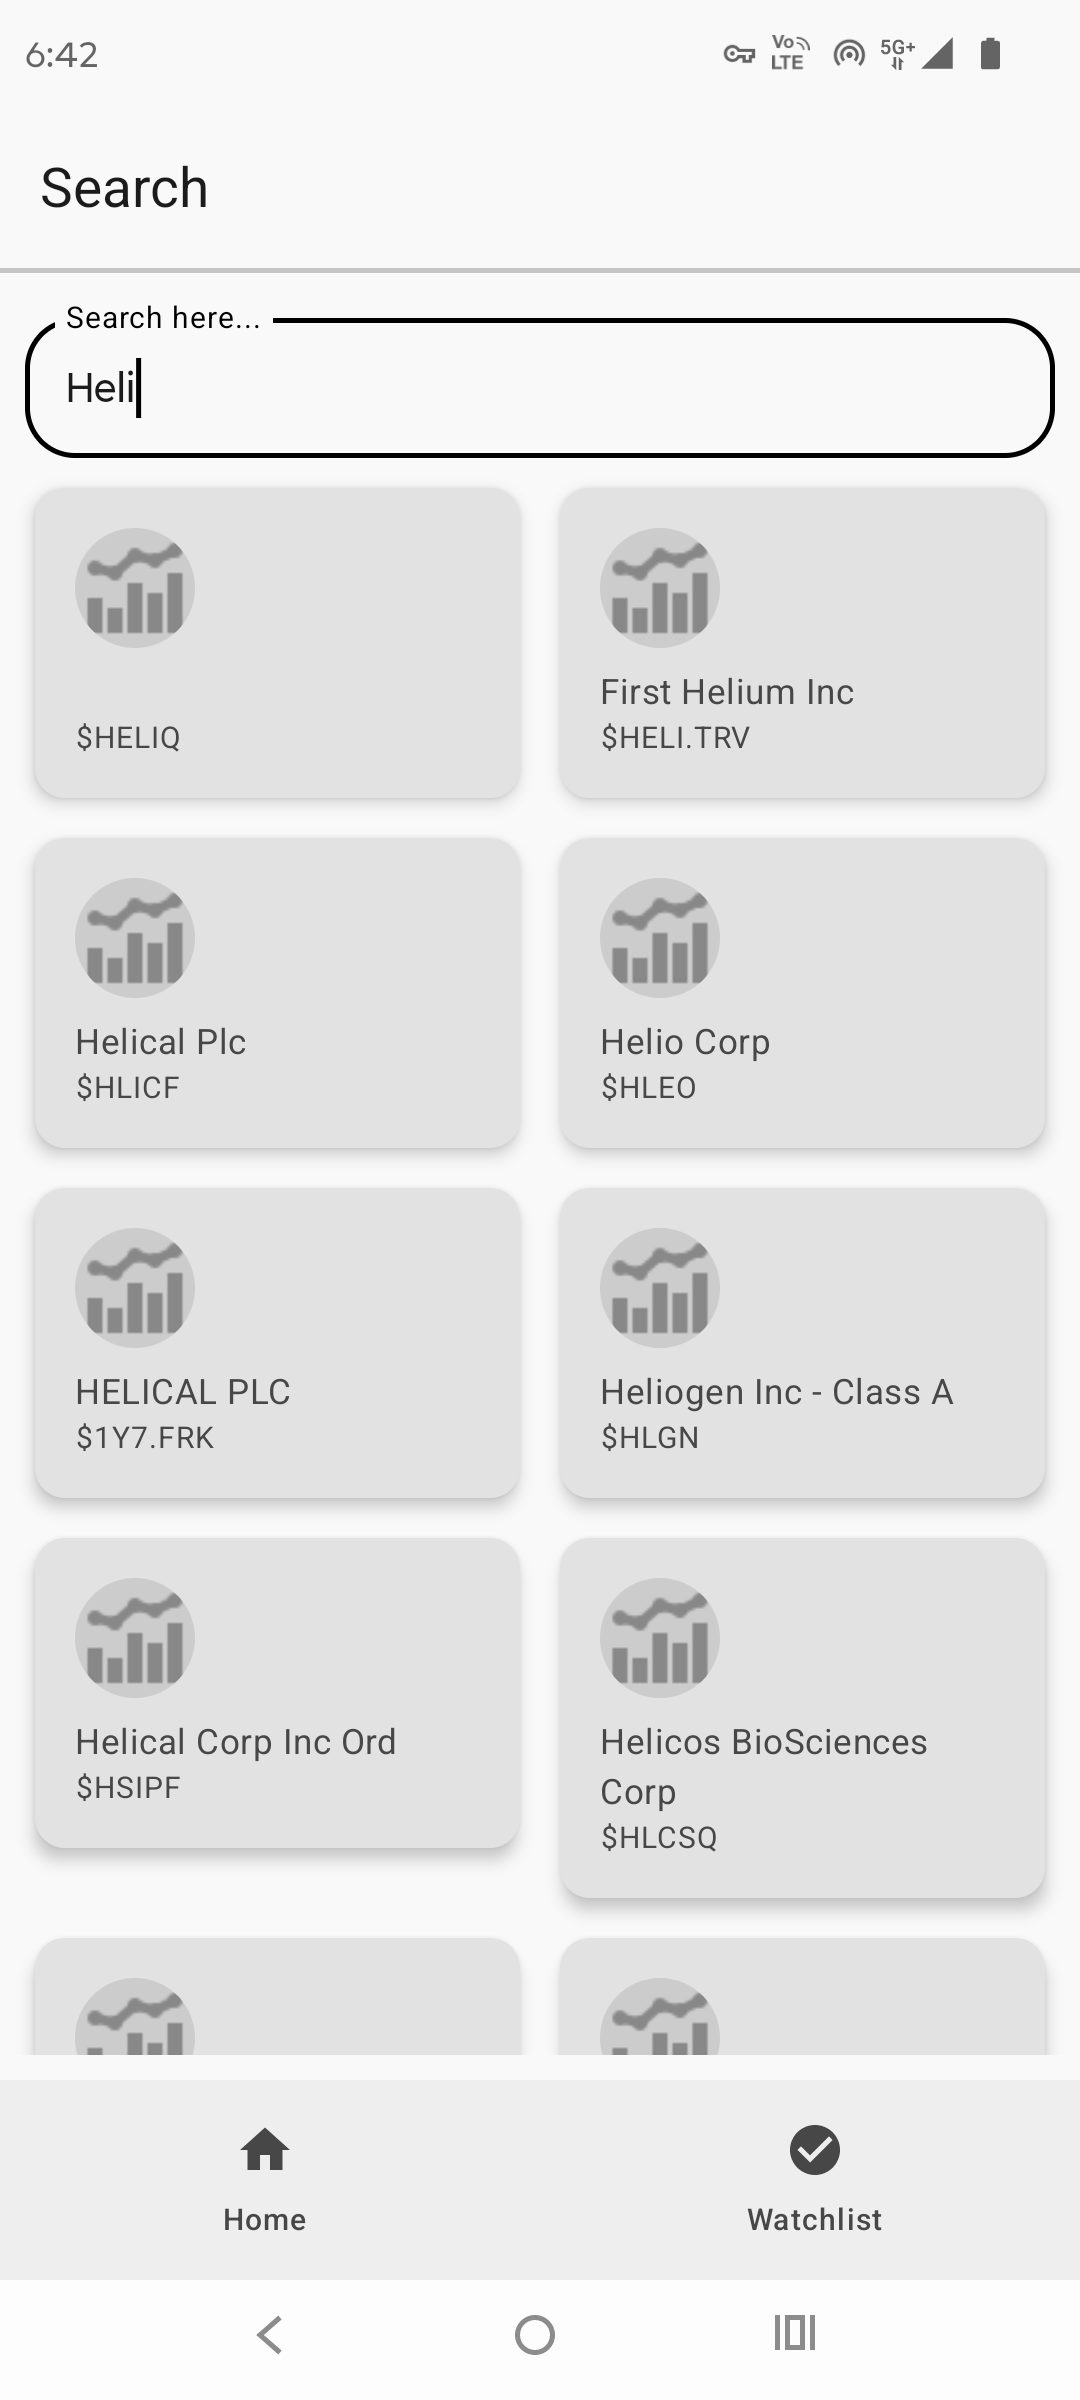 6:42
Vo
LTE
5G+
Search
Search here...
Heli
$HELIQ
First Helium Inc
$HELI.TRV
Helical Plc
$HLICF
Helio Corp
$HLEO
HELICAL PLC
$1Y7.FRK
Heliogen Inc - Class A
$HLGN
Helical Corp Inc Ord
$HSIPF
Helicos BioSciences
Corp
$HLCSQ
Home
Watchlist